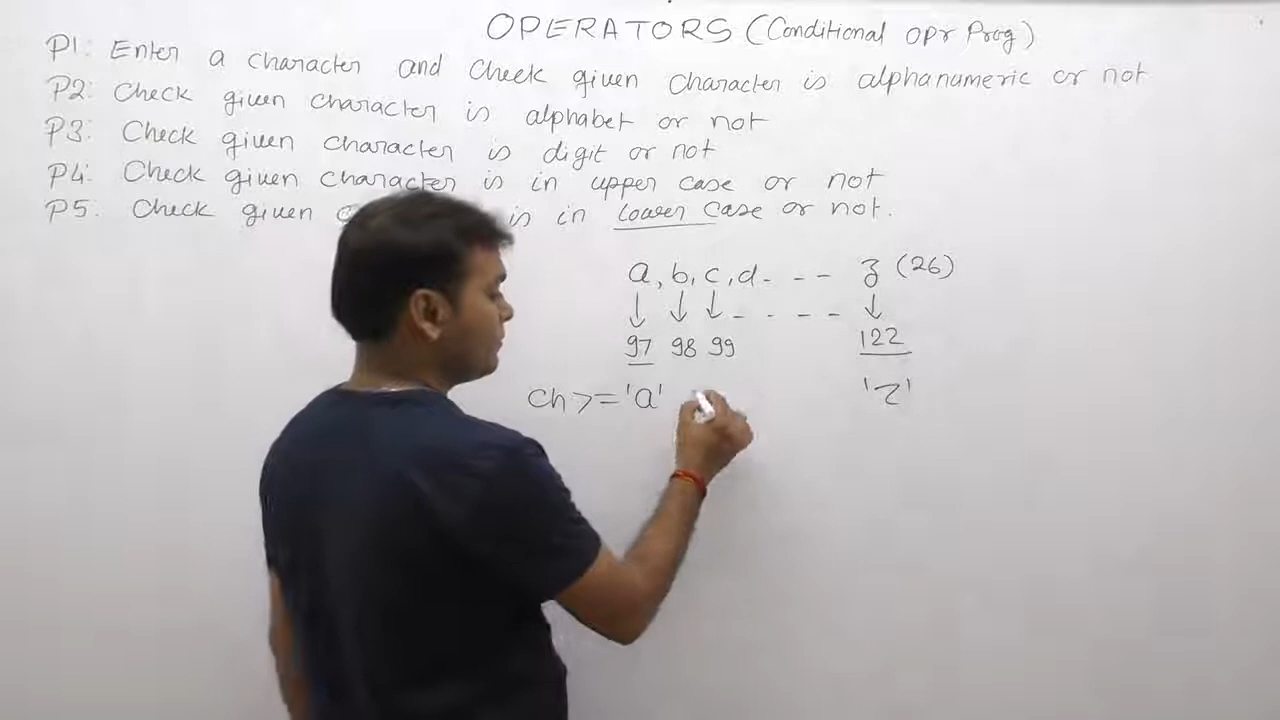 OPERATORS (Conditional opr Prog)
P1: Enter a character and check given character is alphanumeric or not
P2: Check given character is alphabet or not
P3: Check given character is digit or not
P4: Check given character is in upper case or not
P5. Check given is in lower case or not.
a, b, c, d - - - z (26)
↓ ↓ ↓ - - - - ↓
97 98 99 122
ch >= 'a' 'z'